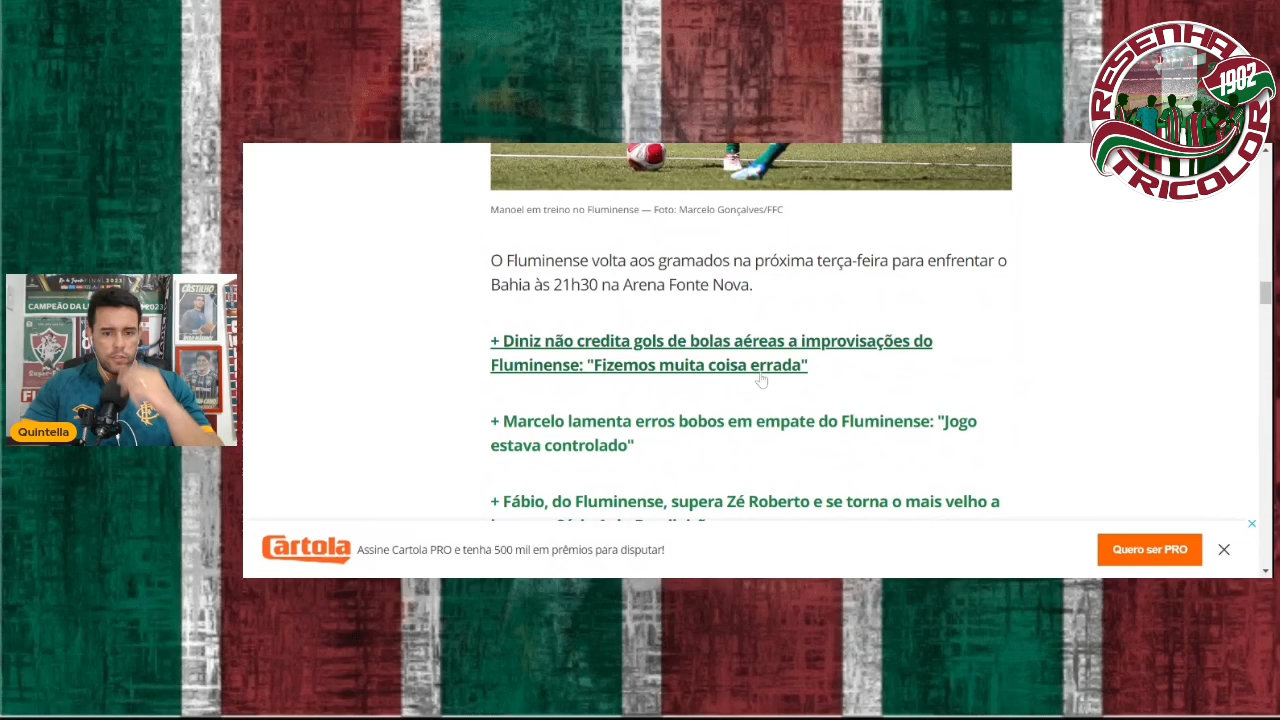 RESENHA
1902
TRICOLOR
Manoel em treino no Fluminense — Foto: Marcelo Gonçalves/FFC
O Fluminense volta aos gramados na próxima terça-feira para enfrentar o
Bahia às 21h30 na Arena Fonte Nova.
+ Diniz não credita gols de bolas aéreas a improvisações do
Fluminense: "Fizemos muita coisa errada"
CASTILHO
CAMPEÃO DA
2023
Quintella
+ Marcelo lamenta erros bobos em empate do Fluminense: "Jogo
estava controlado"
+ Fábio, do Fluminense, supera Zé Roberto e se torna o mais velho a
Cartola
Assine Cartola PRO e tenha 500 mil em prêmios para disputar!
Quero ser PRO